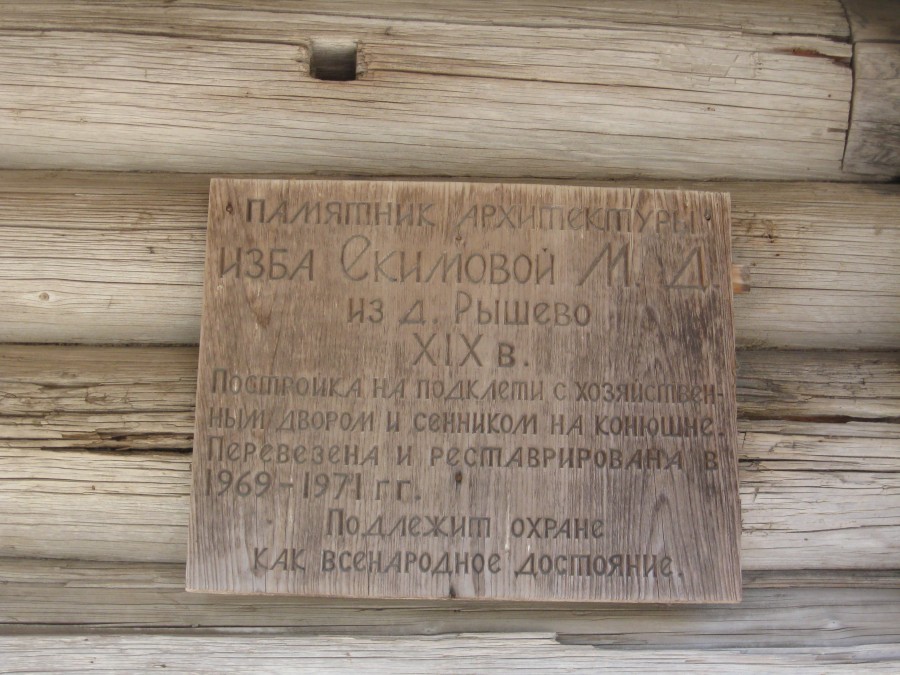 ПАМЯТНИК АРХИТЕКТУРЫ
ИЗБА ЕКИМОВОЙ М. Д.
ИЗ Д. РЫШЕВО
XIX В.
ПОСТРОЙКА НА ПОДКЛЕТИ С ХОЗЯЙСТВЕН-
НЫМ ДВОРОМ И СЕННИКОМ НА КОНЮШНЕ.
ПЕРЕВЕЗЕНА И РЕСТАВРИРОВАНА В
1969-1971 ГГ.
ПОДЛЕЖИТ ОХРАНЕ
КАК ВСЕНАРОДНОЕ ДОСТОЯНИЕ.